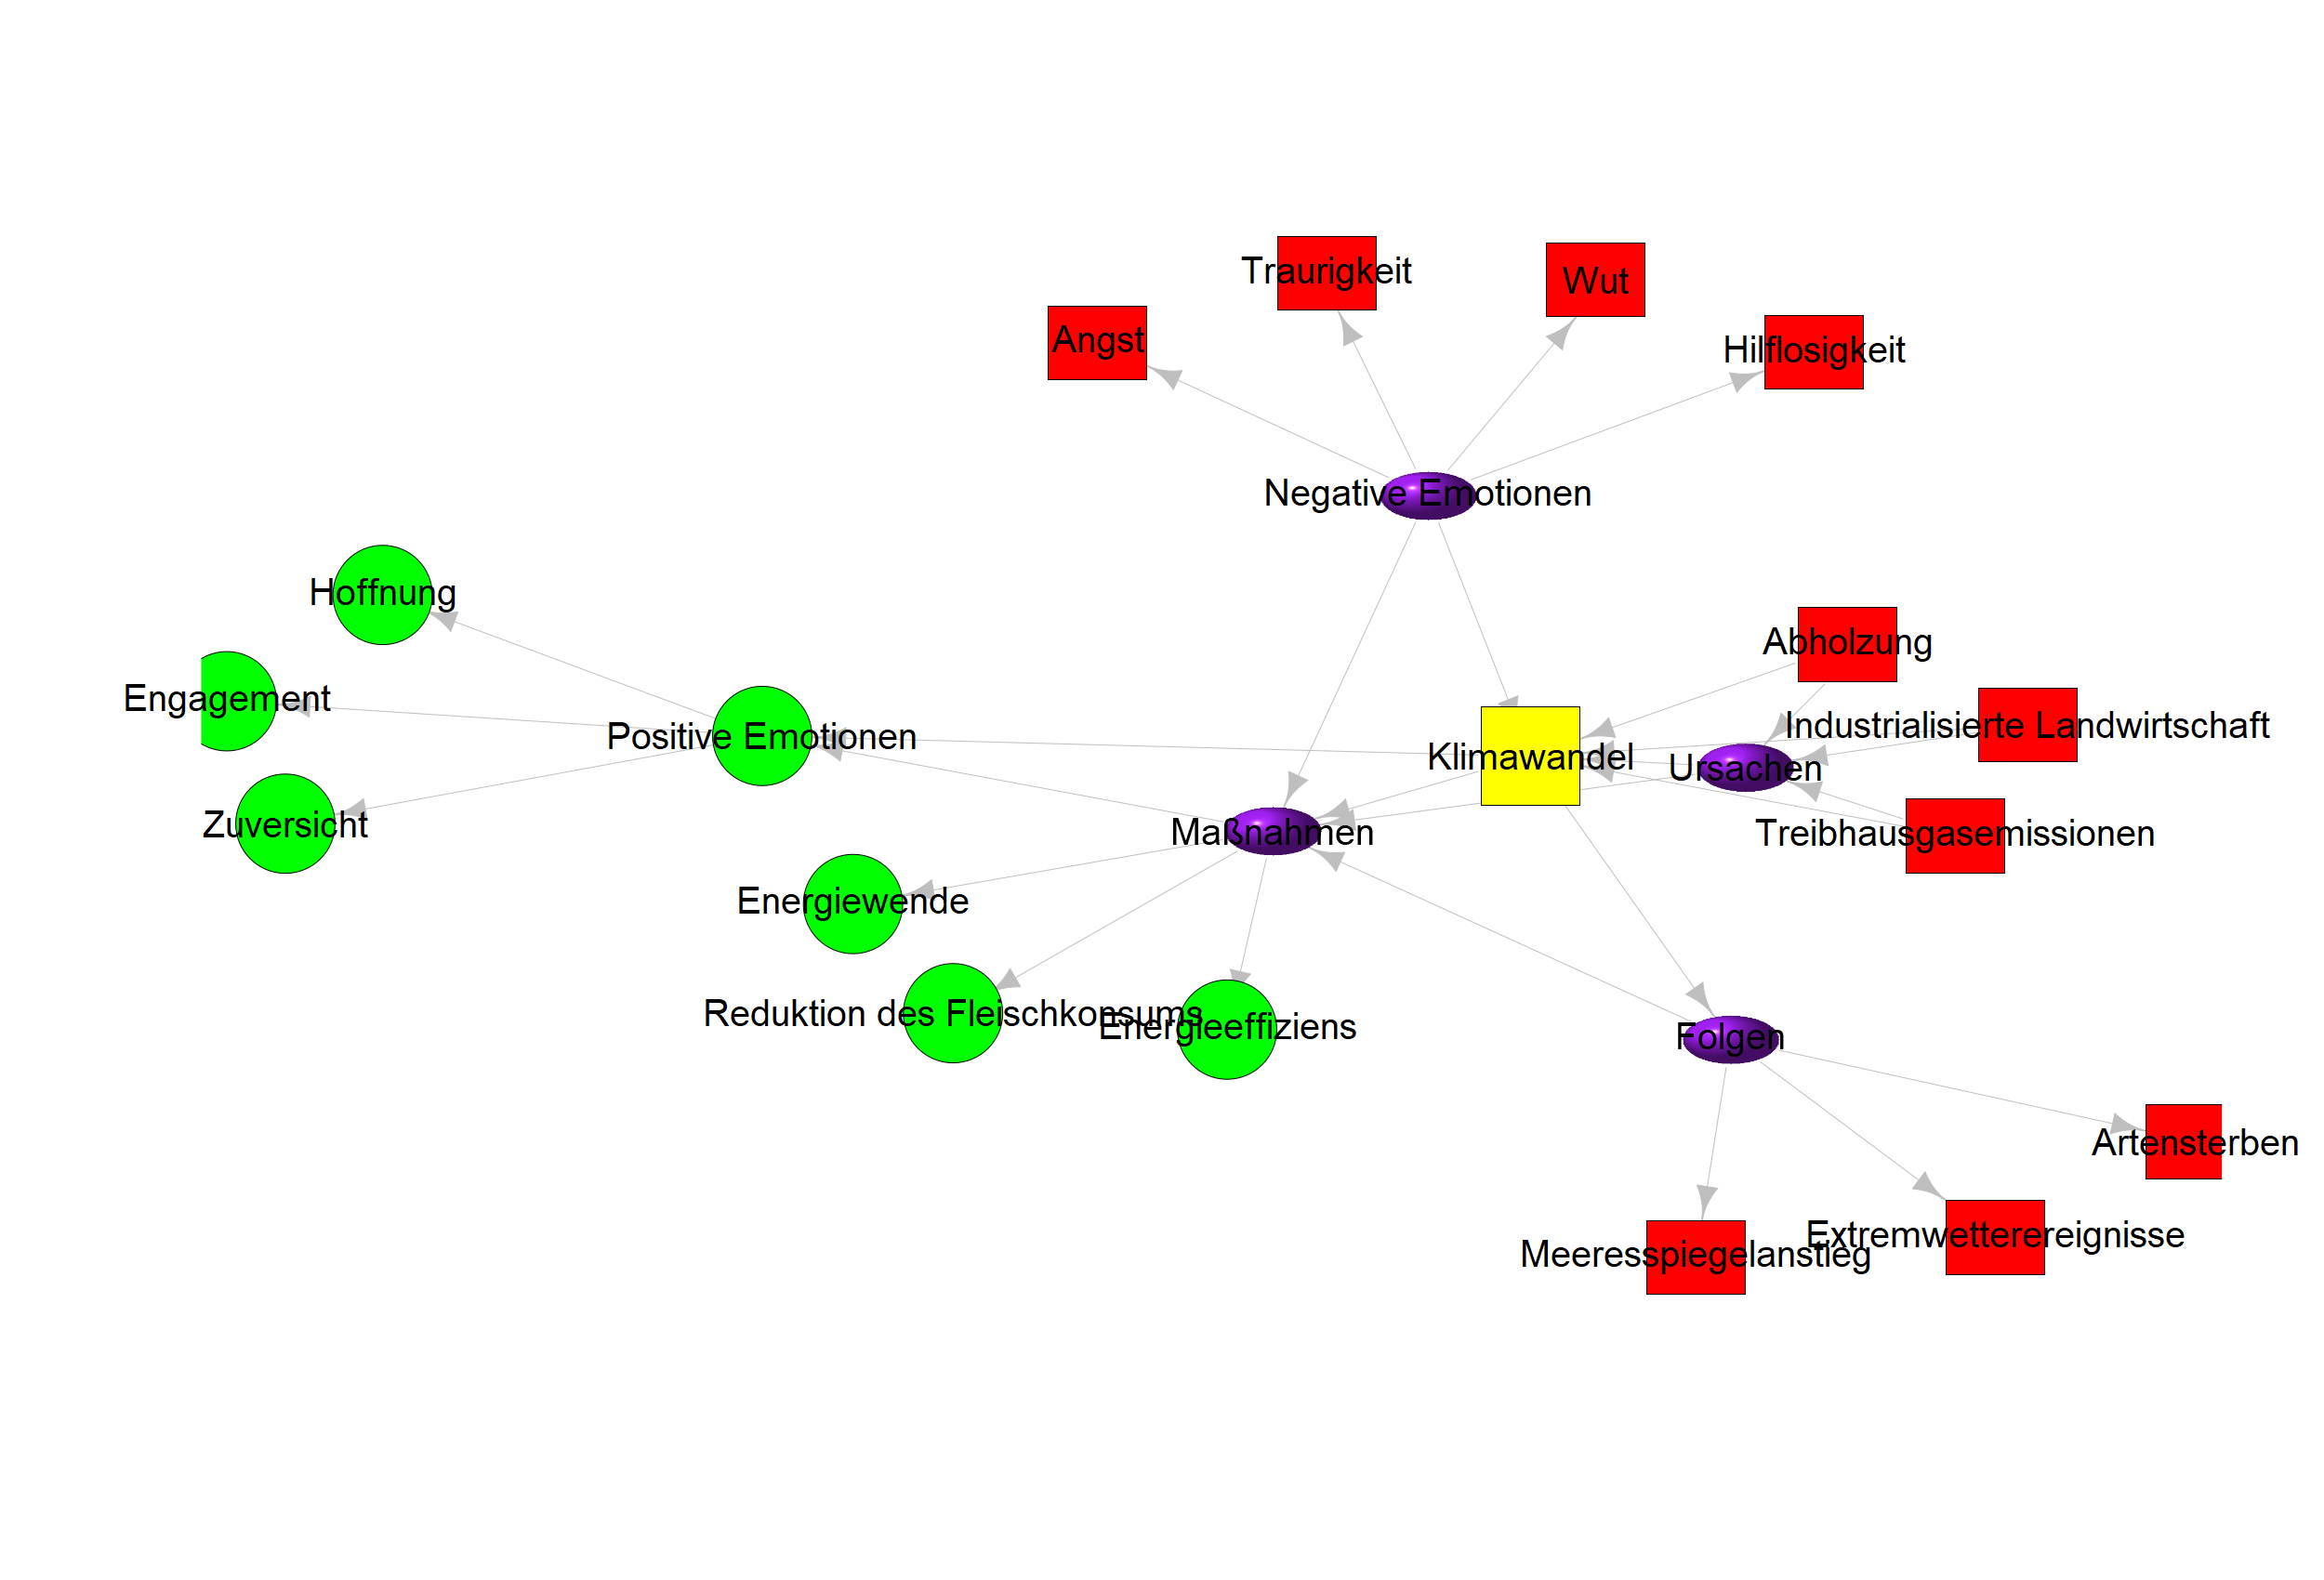 Traurigkeit
Wut
Angst
Hilflosigkeit
Negative Emotionen
Hoffnung
Abholzung
Engagement
Industrialisierte Landwirtschaft
Positive Emotionen
Klimawandel
Ursachen
Zuversicht
Maßnahmen
Treibhausgasemissionen
Energiewende
Reduktion des Fleischkonsums
Energieeffiziens
Folgen
Artensterben
Extremwetterereignisse
Meeresspiegelanstieg